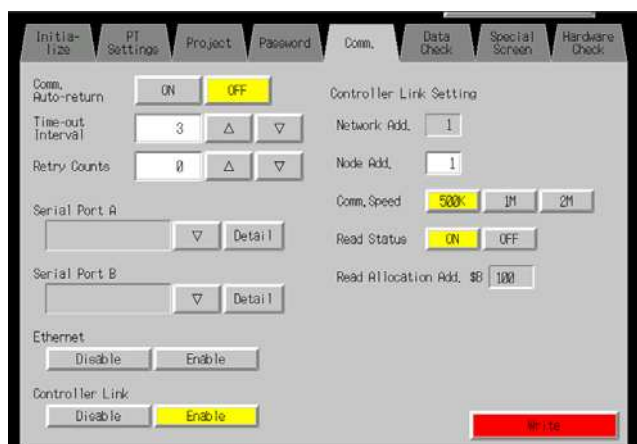 Initia-
lize
PT
Settings
Project
Password
Comm.
Data
Check
Special
Screen
Hardware
Check
Comm.
Auto-return
ON
OFF
Time-out
Interval
3
△
▽
Retry Counts
0
△
▽
Serial Port A
▽
Detail
Serial Port B
▽
Detail
Ethernet
Disable
Enable
Controller Link
Disable
Enable
Controller Link Setting
Network Add.
1
Node Add.
1
Comm.Speed
500K
1M
2M
Read Status
ON
OFF
Read Allocation Add. $B 100
Write